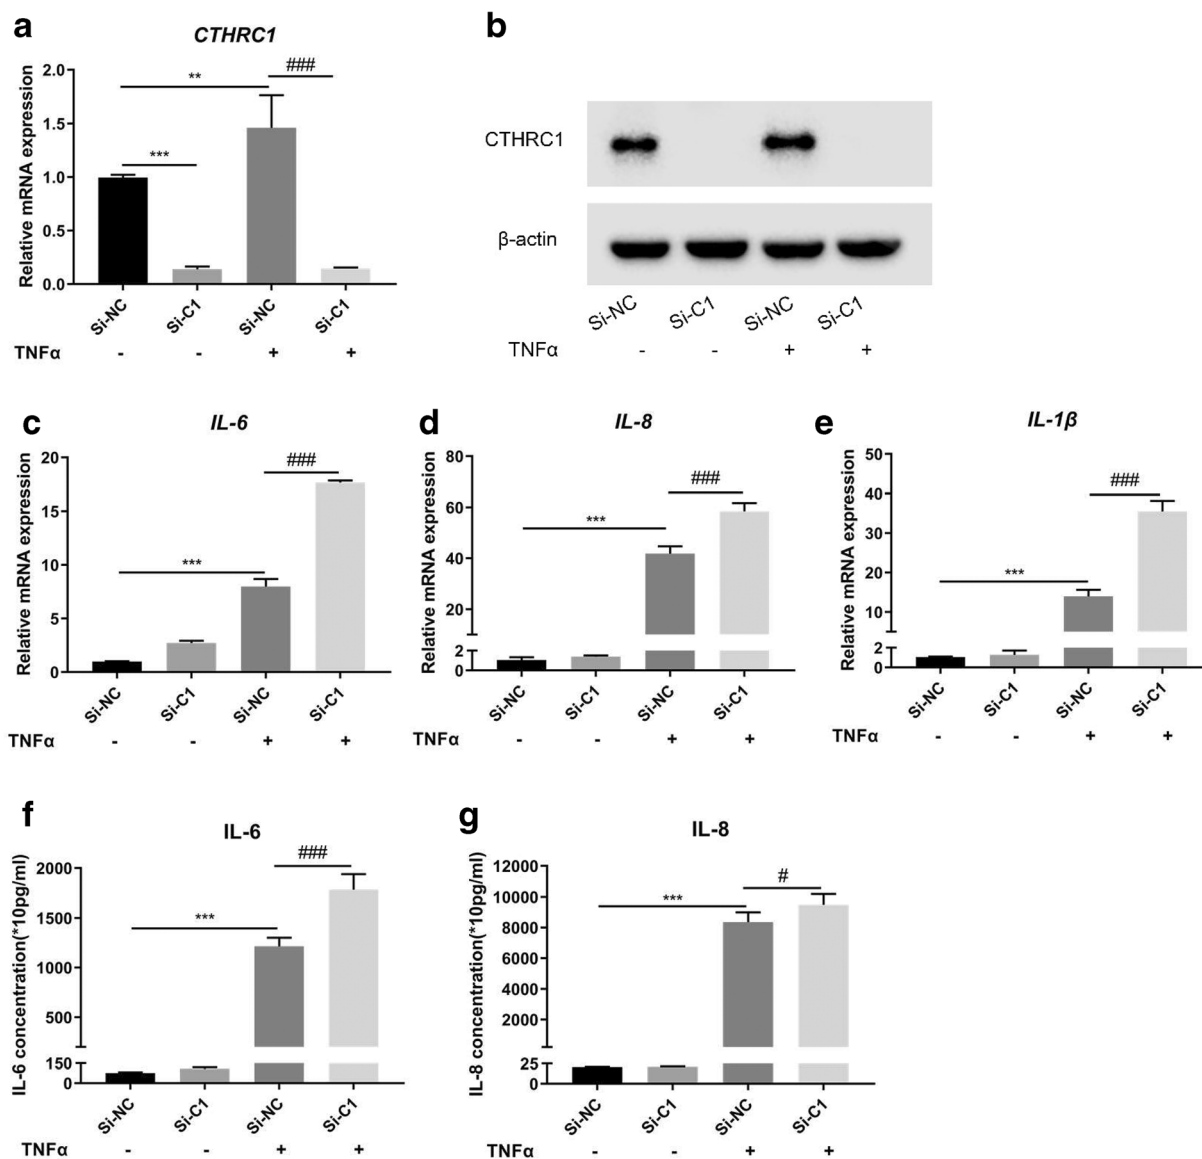 a
CTHRC1
Relative mRNA expression
2.0
1.5
1.0
0.5
0.0
**
###
***
Si-NC Si-C1 Si-NC Si-C1
TNFα - - + +
b
CTHRC1
β-actin
Si-NC Si-C1 Si-NC Si-C1
TNFα - - + +
c
IL-6
Relative mRNA expression
20
15
10
5
0
###
***
Si-NC Si-C1 Si-NC Si-C1
TNFα - - + +
d
IL-8
Relative mRNA expression
80
60
40
20
2
0
###
***
Si-NC Si-C1 Si-NC Si-C1
TNFα - - + +
e
IL-1β
Relative mRNA expression
50
40
30
20
10
2
0
###
***
Si-NC Si-C1 Si-NC Si-C1
TNFα - - + +
f
IL-6
IL-6 concentration(*10pg/ml)
2000
1500
1000
500
150
0
###
***
Si-NC Si-C1 Si-NC Si-C1
TNFα - - + +
g
IL-8
IL-8 concentration(*10pg/ml)
12000
10000
8000
6000
4000
2000
25
0
#
***
Si-NC Si-C1 Si-NC Si-C1
TNFα - - + +